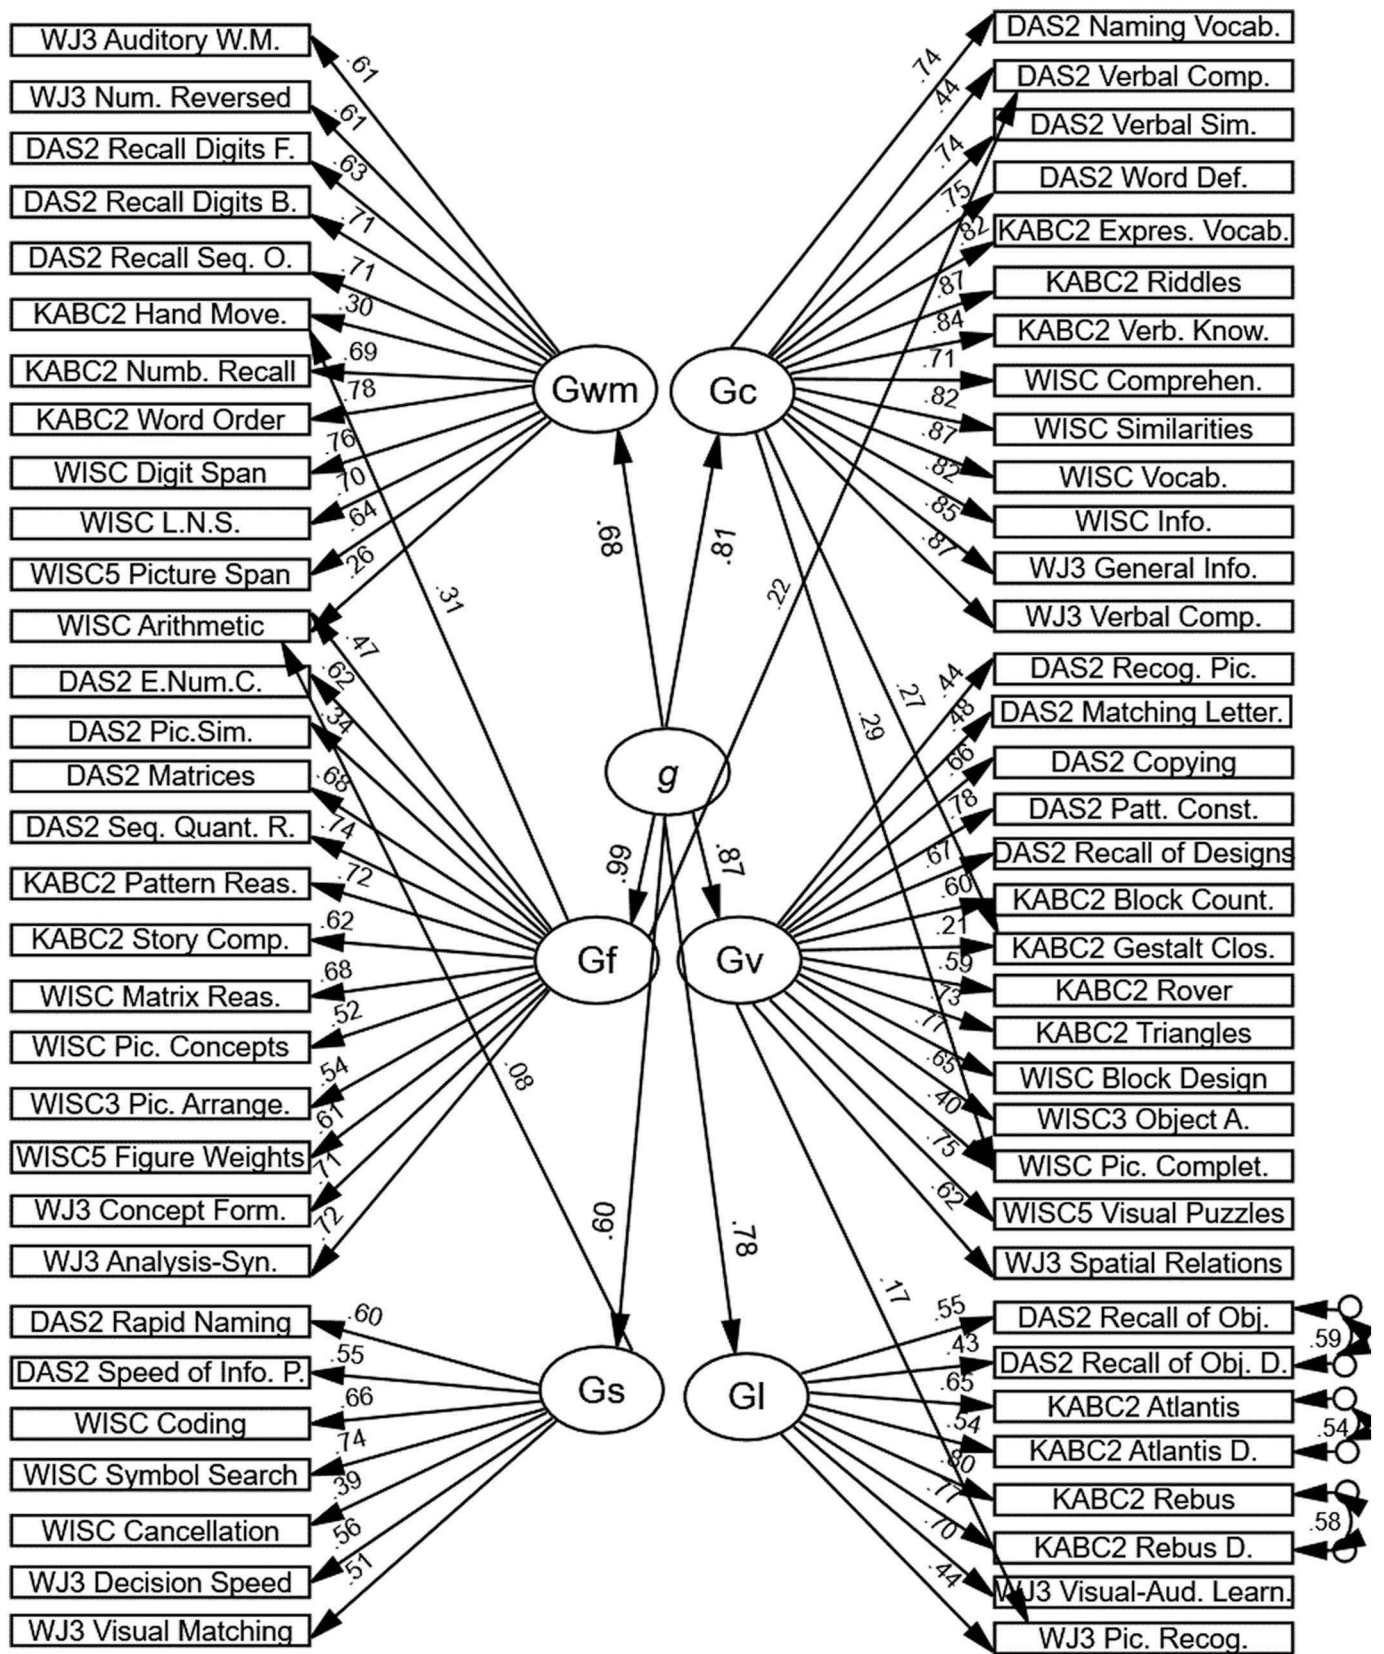 WJ3 Auditory W.M.
WJ3 Num. Reversed
DAS2 Recall Digits F.
DAS2 Recall Digits B.
DAS2 Recall Seq. O.
KABC2 Hand Move.
KABC2 Numb. Recall
KABC2 Word Order
WISC Digit Span
WISC L.N.S.
WISC5 Picture Span
WISC Arithmetic
DAS2 E.Num.C.
DAS2 Pic.Sim.
DAS2 Matrices
DAS2 Seq. Quant. R.
KABC2 Pattern Reas.
KABC2 Story Comp.
WISC Matrix Reas.
WISC Pic. Concepts
WISC3 Pic. Arrange.
WISC5 Figure Weights
WJ3 Concept Form.
WJ3 Analysis-Syn.
DAS2 Rapid Naming
DAS2 Speed of Info. P.
WISC Coding
WISC Symbol Search
WISC Cancellation
WJ3 Decision Speed
WJ3 Visual Matching
.61
.61
.63
.71
.71
.30
.69
.78
.76
.70
.64
.26
.31
.47
.62
.34
.68
.74
.72
.62
.68
.52
.54
.61
.71
.72
.08
.60
.55
.66
.74
.39
.56
.51
Gwm
Gc
.68
.81
g
.99
.87
Gf
Gv
.60
.78
Gs
Gl
.74
.44
.74
.75
.82
.87
.84
.71
.82
.87
.82
.85
.87
.22
.27
.29
.44
.48
.66
.78
.67
.60
.21
.59
.73
.77
.65
.40
.75
.62
.17
.55
.43
.65
.54
.80
.77
.70
.44
DAS2 Naming Vocab.
DAS2 Verbal Comp.
DAS2 Verbal Sim.
DAS2 Word Def.
KABC2 Expres. Vocab.
KABC2 Riddles
KABC2 Verb. Know.
WISC Comprehen.
WISC Similarities
WISC Vocab.
WISC Info.
WJ3 General Info.
WJ3 Verbal Comp.
DAS2 Recog. Pic.
DAS2 Matching Letter.
DAS2 Copying
DAS2 Patt. Const.
DAS2 Recall of Designs
KABC2 Block Count.
KABC2 Gestalt Clos.
KABC2 Rover
KABC2 Triangles
WISC Block Design
WISC3 Object A.
WISC Pic. Complet.
WISC5 Visual Puzzles
WJ3 Spatial Relations
DAS2 Recall of Obj.
DAS2 Recall of Obj. D.
KABC2 Atlantis
KABC2 Atlantis D.
KABC2 Rebus
KABC2 Rebus D.
WJ3 Visual-Aud. Learn.
WJ3 Pic. Recog.
.59
.54
.58